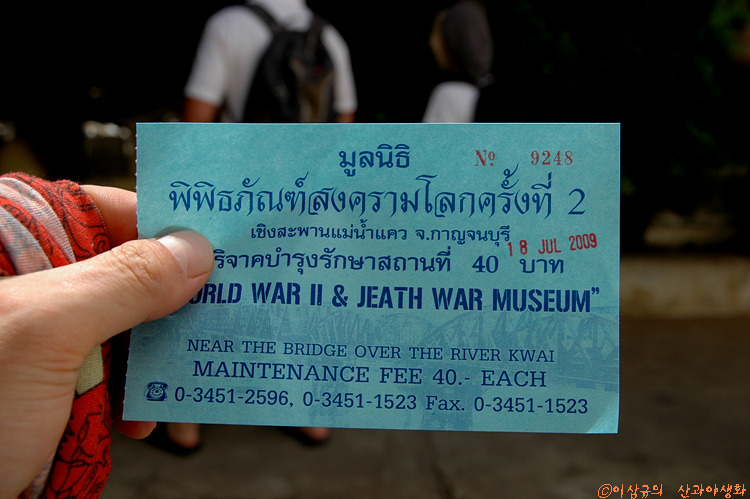 มูลนิธิ
№ 9248
พิพิธภัณฑ์สงครามโลกครั้งที่ 2
เชิงสะพานแม่น้ำแคว จ.กาญจนบุรี
18 JUL 2009
ริจาคบำรุงรักษาสถานที่ 40 บาท
ORLD WAR II & JEATH WAR MUSEUM”
NEAR THE BRIDGE OVER THE RIVER KWAI
MAINTENANCE FEE 40.- EACH
0-3451-2596, 0-3451-1523 Fax. 0-3451-1523
©이삼규의 산과야생화